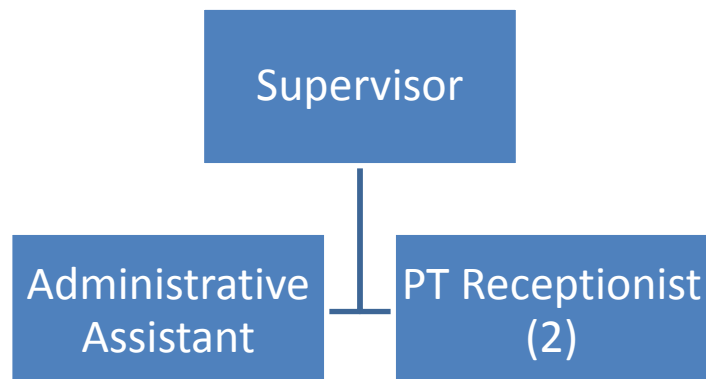 Supervisor
Administrative
Assistant
PT Receptionist
(2)